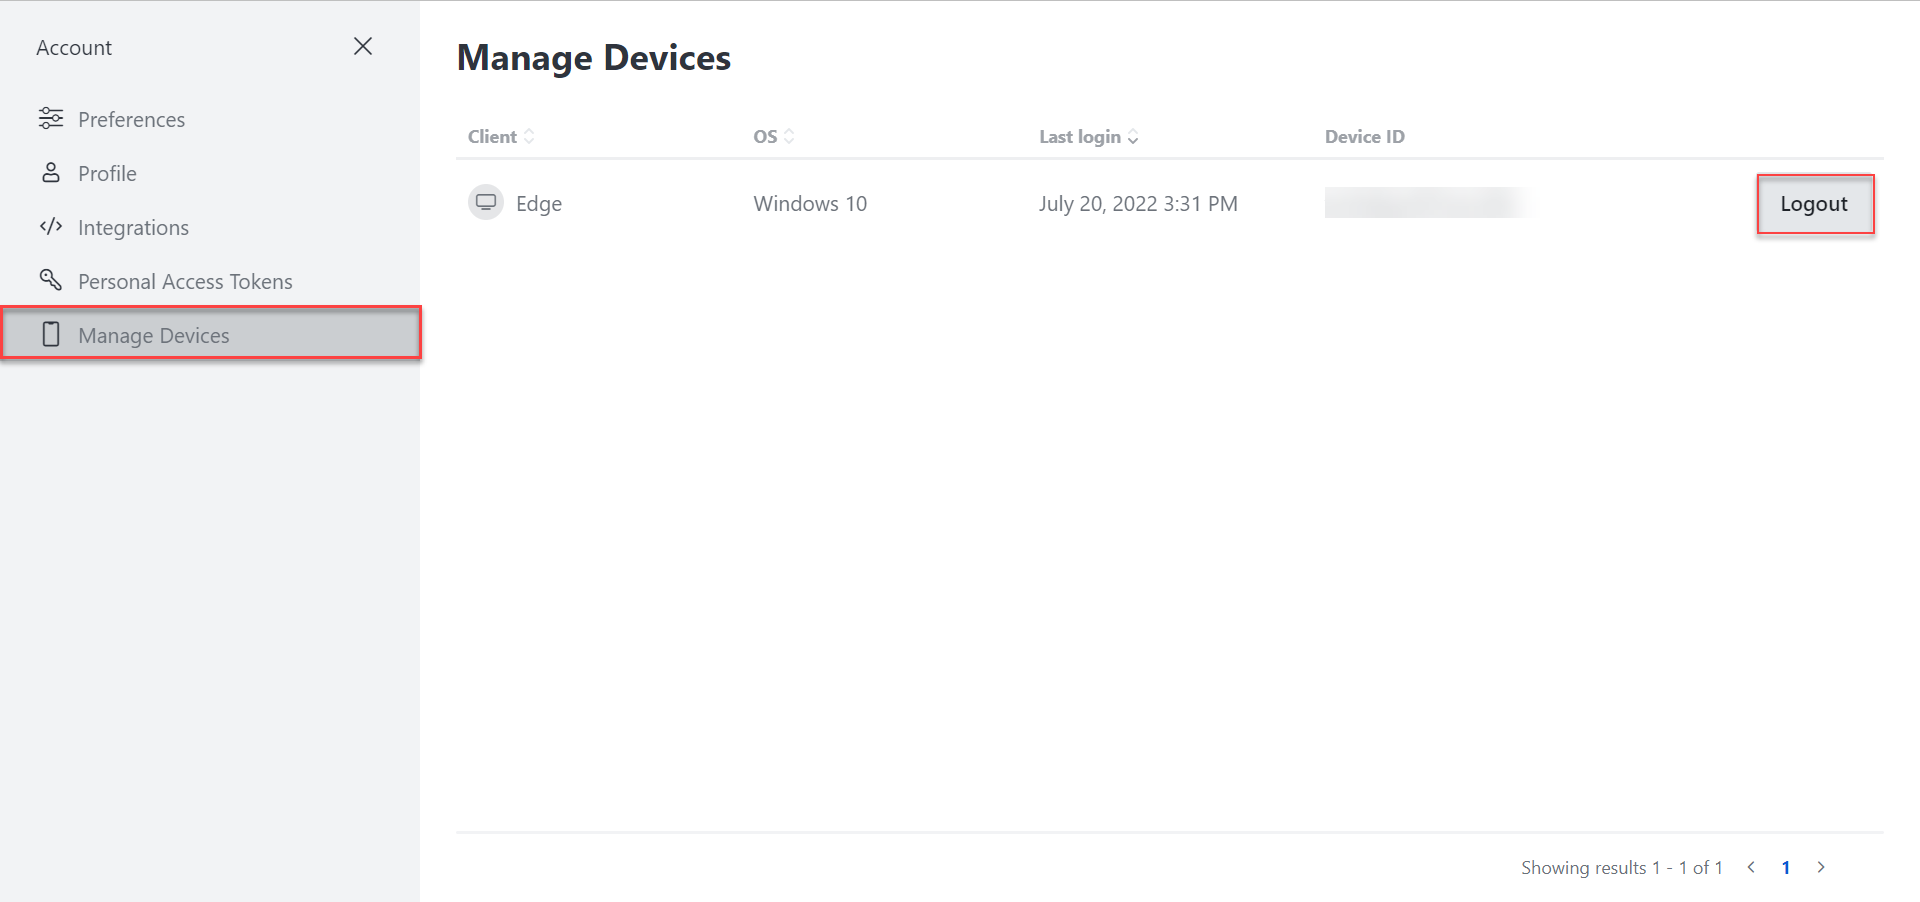 Account
Preferences
Profile
Integrations
Personal Access Tokens
Manage Devices
Manage Devices
Client OS Last login Device ID
Edge Windows 10 July 20, 2022 3:31 PM Logout
Showing results 1 - 1 of 1 < 1 >